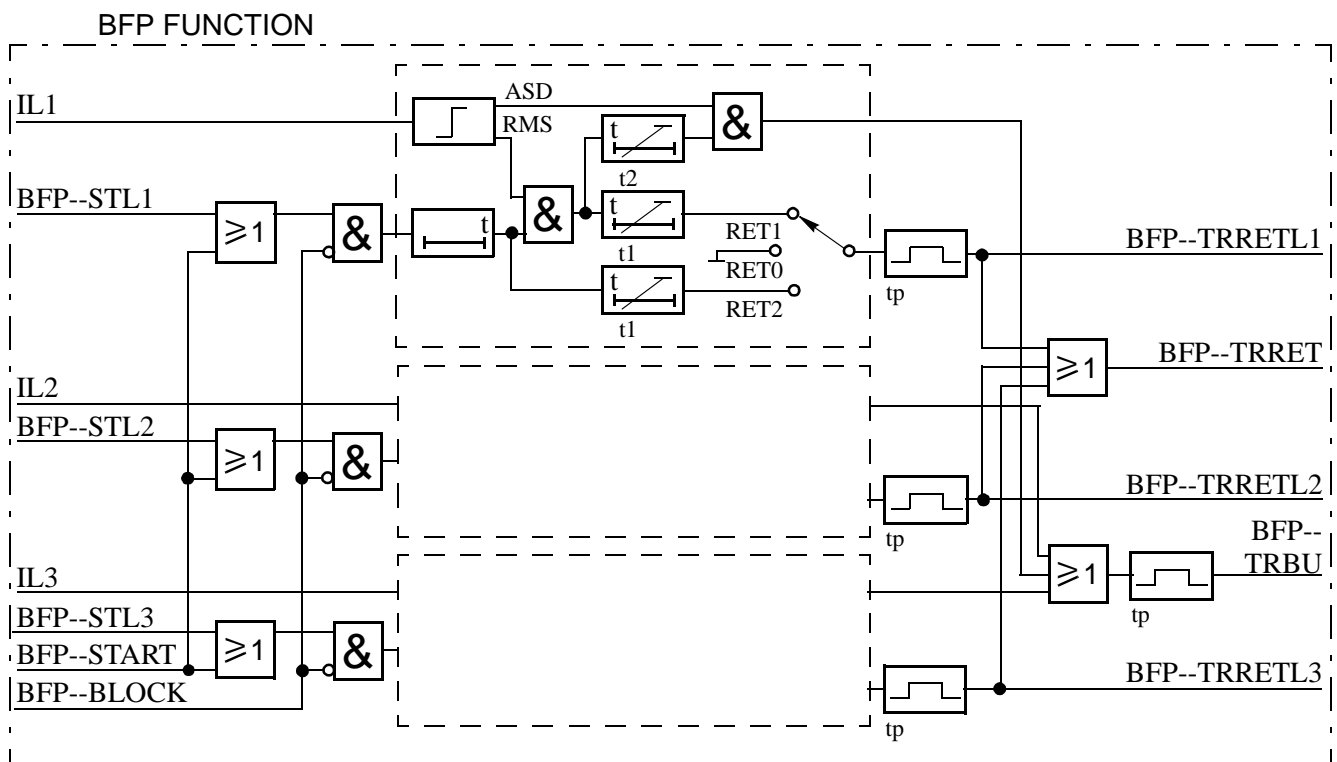 BFP FUNCTION
IL1
ASD
RMS
&
t
t2
BFP--STL1
≥1
&
t
&
t
t1
RET1
RET0
RET2
t
t1
tp
BFP--TRRETL1
≥1
BFP--TRRET
IL2
BFP--STL2
≥1
&
tp
BFP--TRRETL2
BFP--
TRBU
≥1
tp
IL3
BFP--STL3
BFP--START
≥1
&
BFP--BLOCK
tp
BFP--TRRETL3